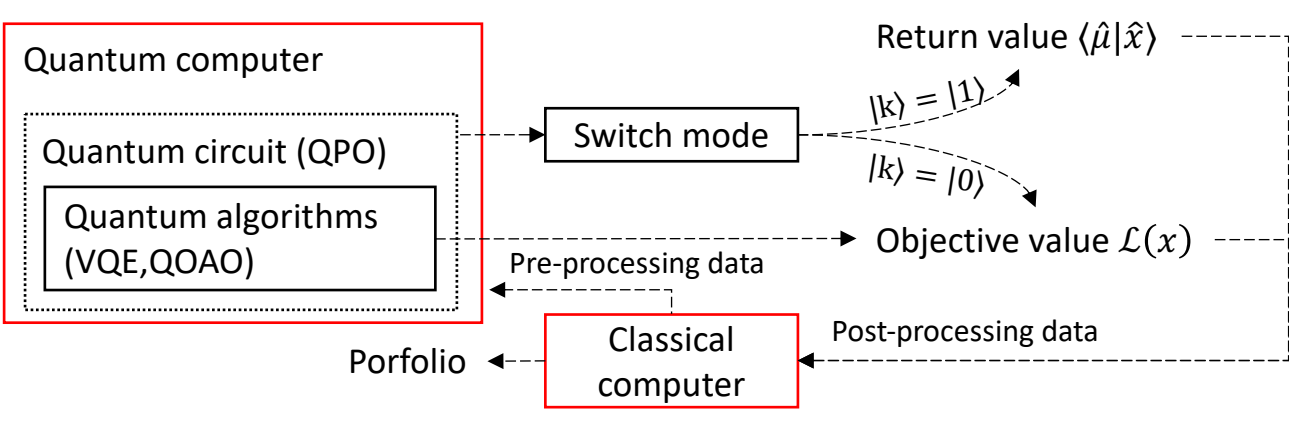 Quantum computer
Quantum circuit (QPO)
Quantum algorithms
(VQE,QOAO)
Switch mode
|k⟩ = |1⟩
|k⟩ = |0⟩
Return value ⟨μ̂|x̂⟩
Objective value ℒ(x)
Pre-processing data
Post-processing data
Classical
computer
Porfolio